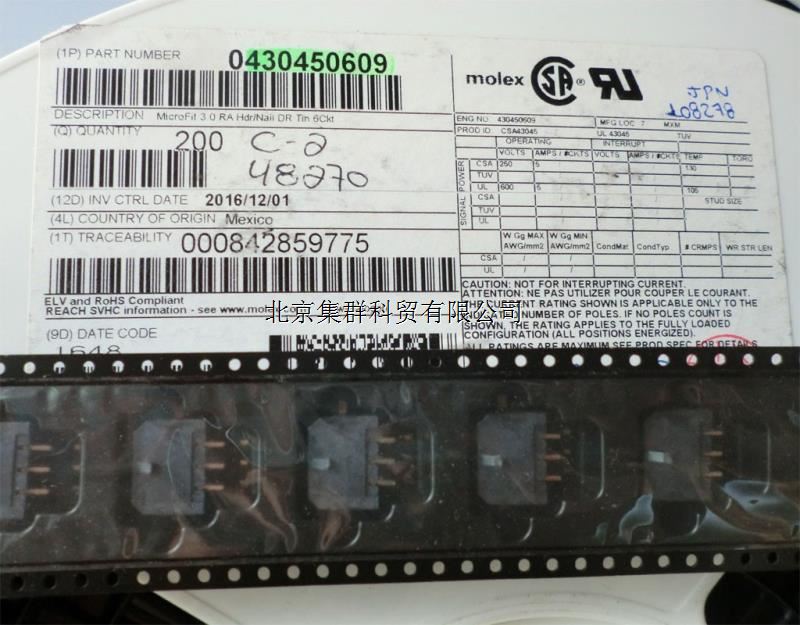 (1P) PART NUMBER 0430450609
DESCRIPTION MicroFit 3.0 RA Hdr/Nail DR Tin 6Ckt
(Q) QUANTITY 200 C-2
48270
(12D) INV CTRL DATE 2016/12/01
(4L) COUNTRY OF ORIGIN Mexico
(1T) TRACEABILITY 000842859775
ELV and RoHS Compliant
REACH SVHC information - see www.mole
北京集群科贸有限公司
(9D) DATE CODE
1648
molex SA ® UR JPN
108278
ENG NO: 430450609 MFG LOC: 7 MXM
PROD ID: CSA43045 UL 43045 TUV
OPERATING INTERRUPT
VOLTS AMPS / #CKTS VOLTS AMPS / #CKTS TEMP TORQ
SIGNAL POWER
CSA 250 5 130
TUV
UL 600 5 105
CSA STUD SIZE
TUV
UL
W Gg MAX AWG/mm2 W Gg MIN AWG/mm2 CondMat CondTyp # CRMPS WR STR LEN
CSA / /
UL / /
CAUTION: NOT FOR INTERRUPTING CURRENT.
ATTENTION: NE PAS UTILIZER POUR COUPER LE COURANT.
CURRENT RATING SHOWN IS APPLICABLE ONLY TO THE
NUMBER OF POLES. IF NO POLES COUNT IS
SHOWN, THE RATING APPLIES TO THE FULLY LOADED
CONFIGURATION (ALL POSITIONS ENERGIZED).
ALL RATINGS ARE MAXIMUM SEE PROD SPEC FOR DETAILS